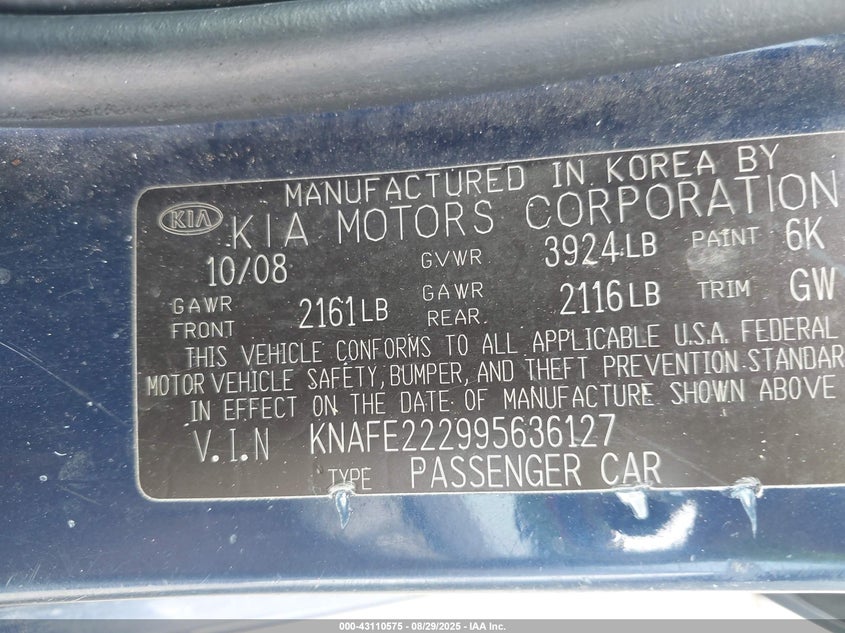 MANUFACTURED IN KOREA BY
KIA KIA MOTORS CORPORATION
10/08 GVWR 3924LB PAINT 6K
GAWR FRONT 2161LB GAWR REAR. 2116LB TRIM GW
THIS VEHICLE CONFORMS TO ALL APPLICABLE U.S.A. FEDERAL
MOTOR VEHICLE SAFETY, BUMPER, AND THEFT PREVENTION STANDAR
IN EFFECT ON THE DATE OF MANUFACTURE SHOWN ABOVE
V.I.N KNAFE222995636127
TYPE PASSENGER CAR
000-43110575 - 08/29/2025 - IAA Inc.